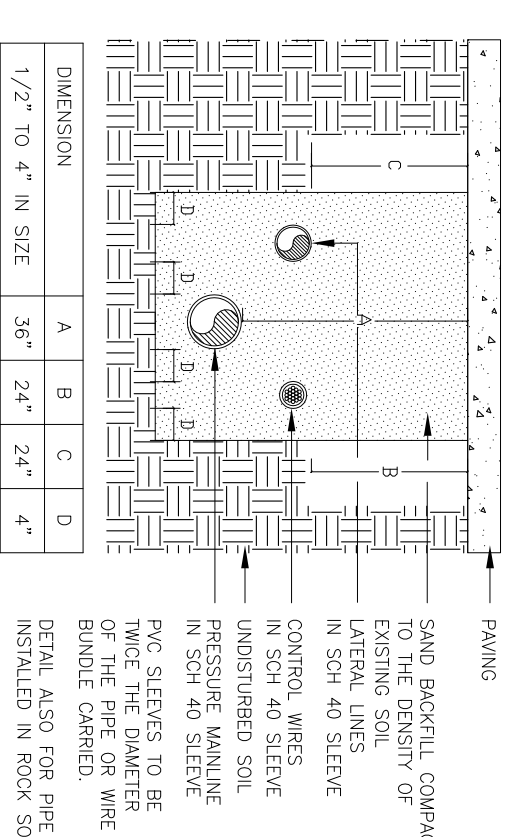 PAVING
SAND BACKFILL
TO THE DENSITY OF
EXISTING SOIL
LATERAL LINES
IN SCH 40 SLEEVE
CONTROL WIRES
IN SCH 40 SLEEVE
UNDISTURBED SOIL
PRESSURE MAINLINE
IN SCH 40 SLEEVE
PVC SLEEVES TO BE
TWICE THE DIAMETER
OF THE PIPE OR WIRE
BUNDLE CARRIED.
DETAIL ALSO FOR PIPE
INSTALLED IN ROCK
C
A
B
D
D
D
D
DIMENSION A B C D
1/2" TO 4" IN SIZE 36" 24" 24" 4"